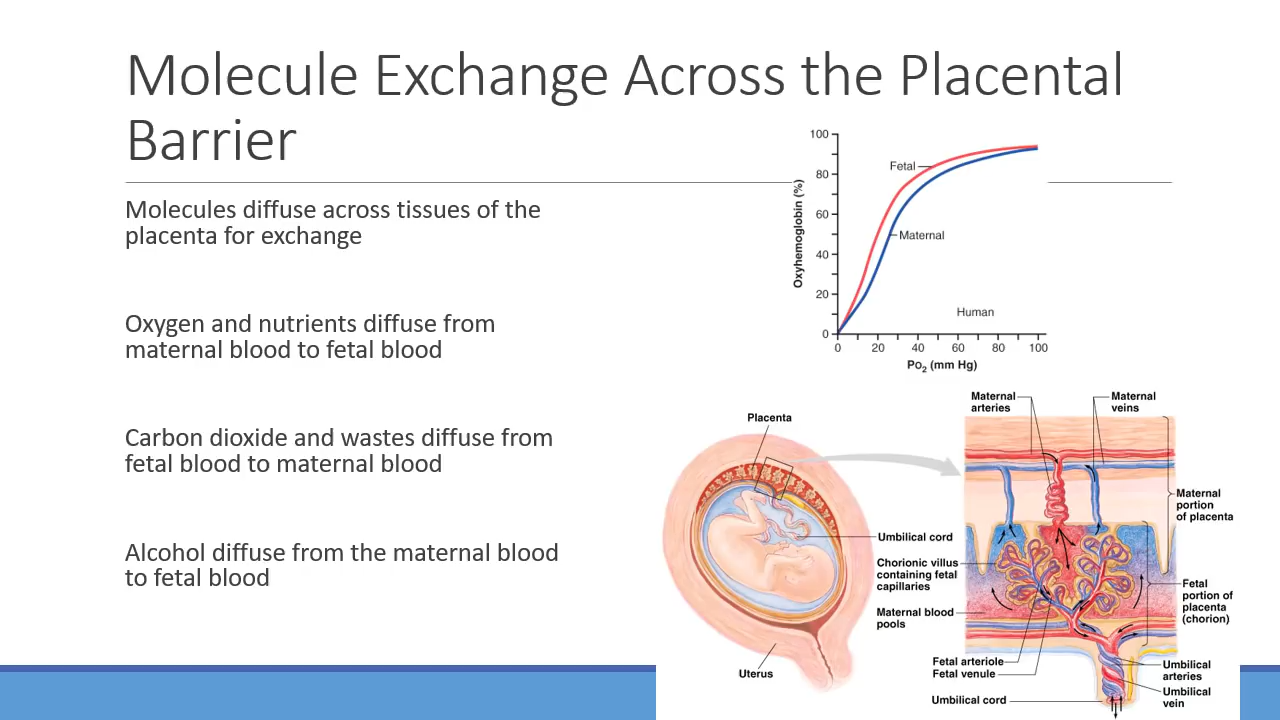 Molecule Exchange Across the Placental
Barrier
Molecules diffuse across tissues of the
placenta for exchange
Oxygen and nutrients diffuse from
maternal blood to fetal blood
Carbon dioxide and wastes diffuse from
fetal blood to maternal blood
Alcohol diffuse from the maternal blood
to fetal blood
100
80
60
40
20
0
Oxyhemoglobin (%)
Fetal
Maternal
Human
0 20 40 60 80 100
PO₂ (mm Hg)
Placenta
Umbilical cord
Uterus
Maternal
arteries
Maternal
veins
Maternal
portion
of placenta
Chorionic villus
containing fetal
capillaries
Maternal blood
pools
Fetal
portion of
placenta
(chorion)
Fetal arteriole
Fetal venule
Umbilical cord
Umbilical
arteries
Umbilical
vein